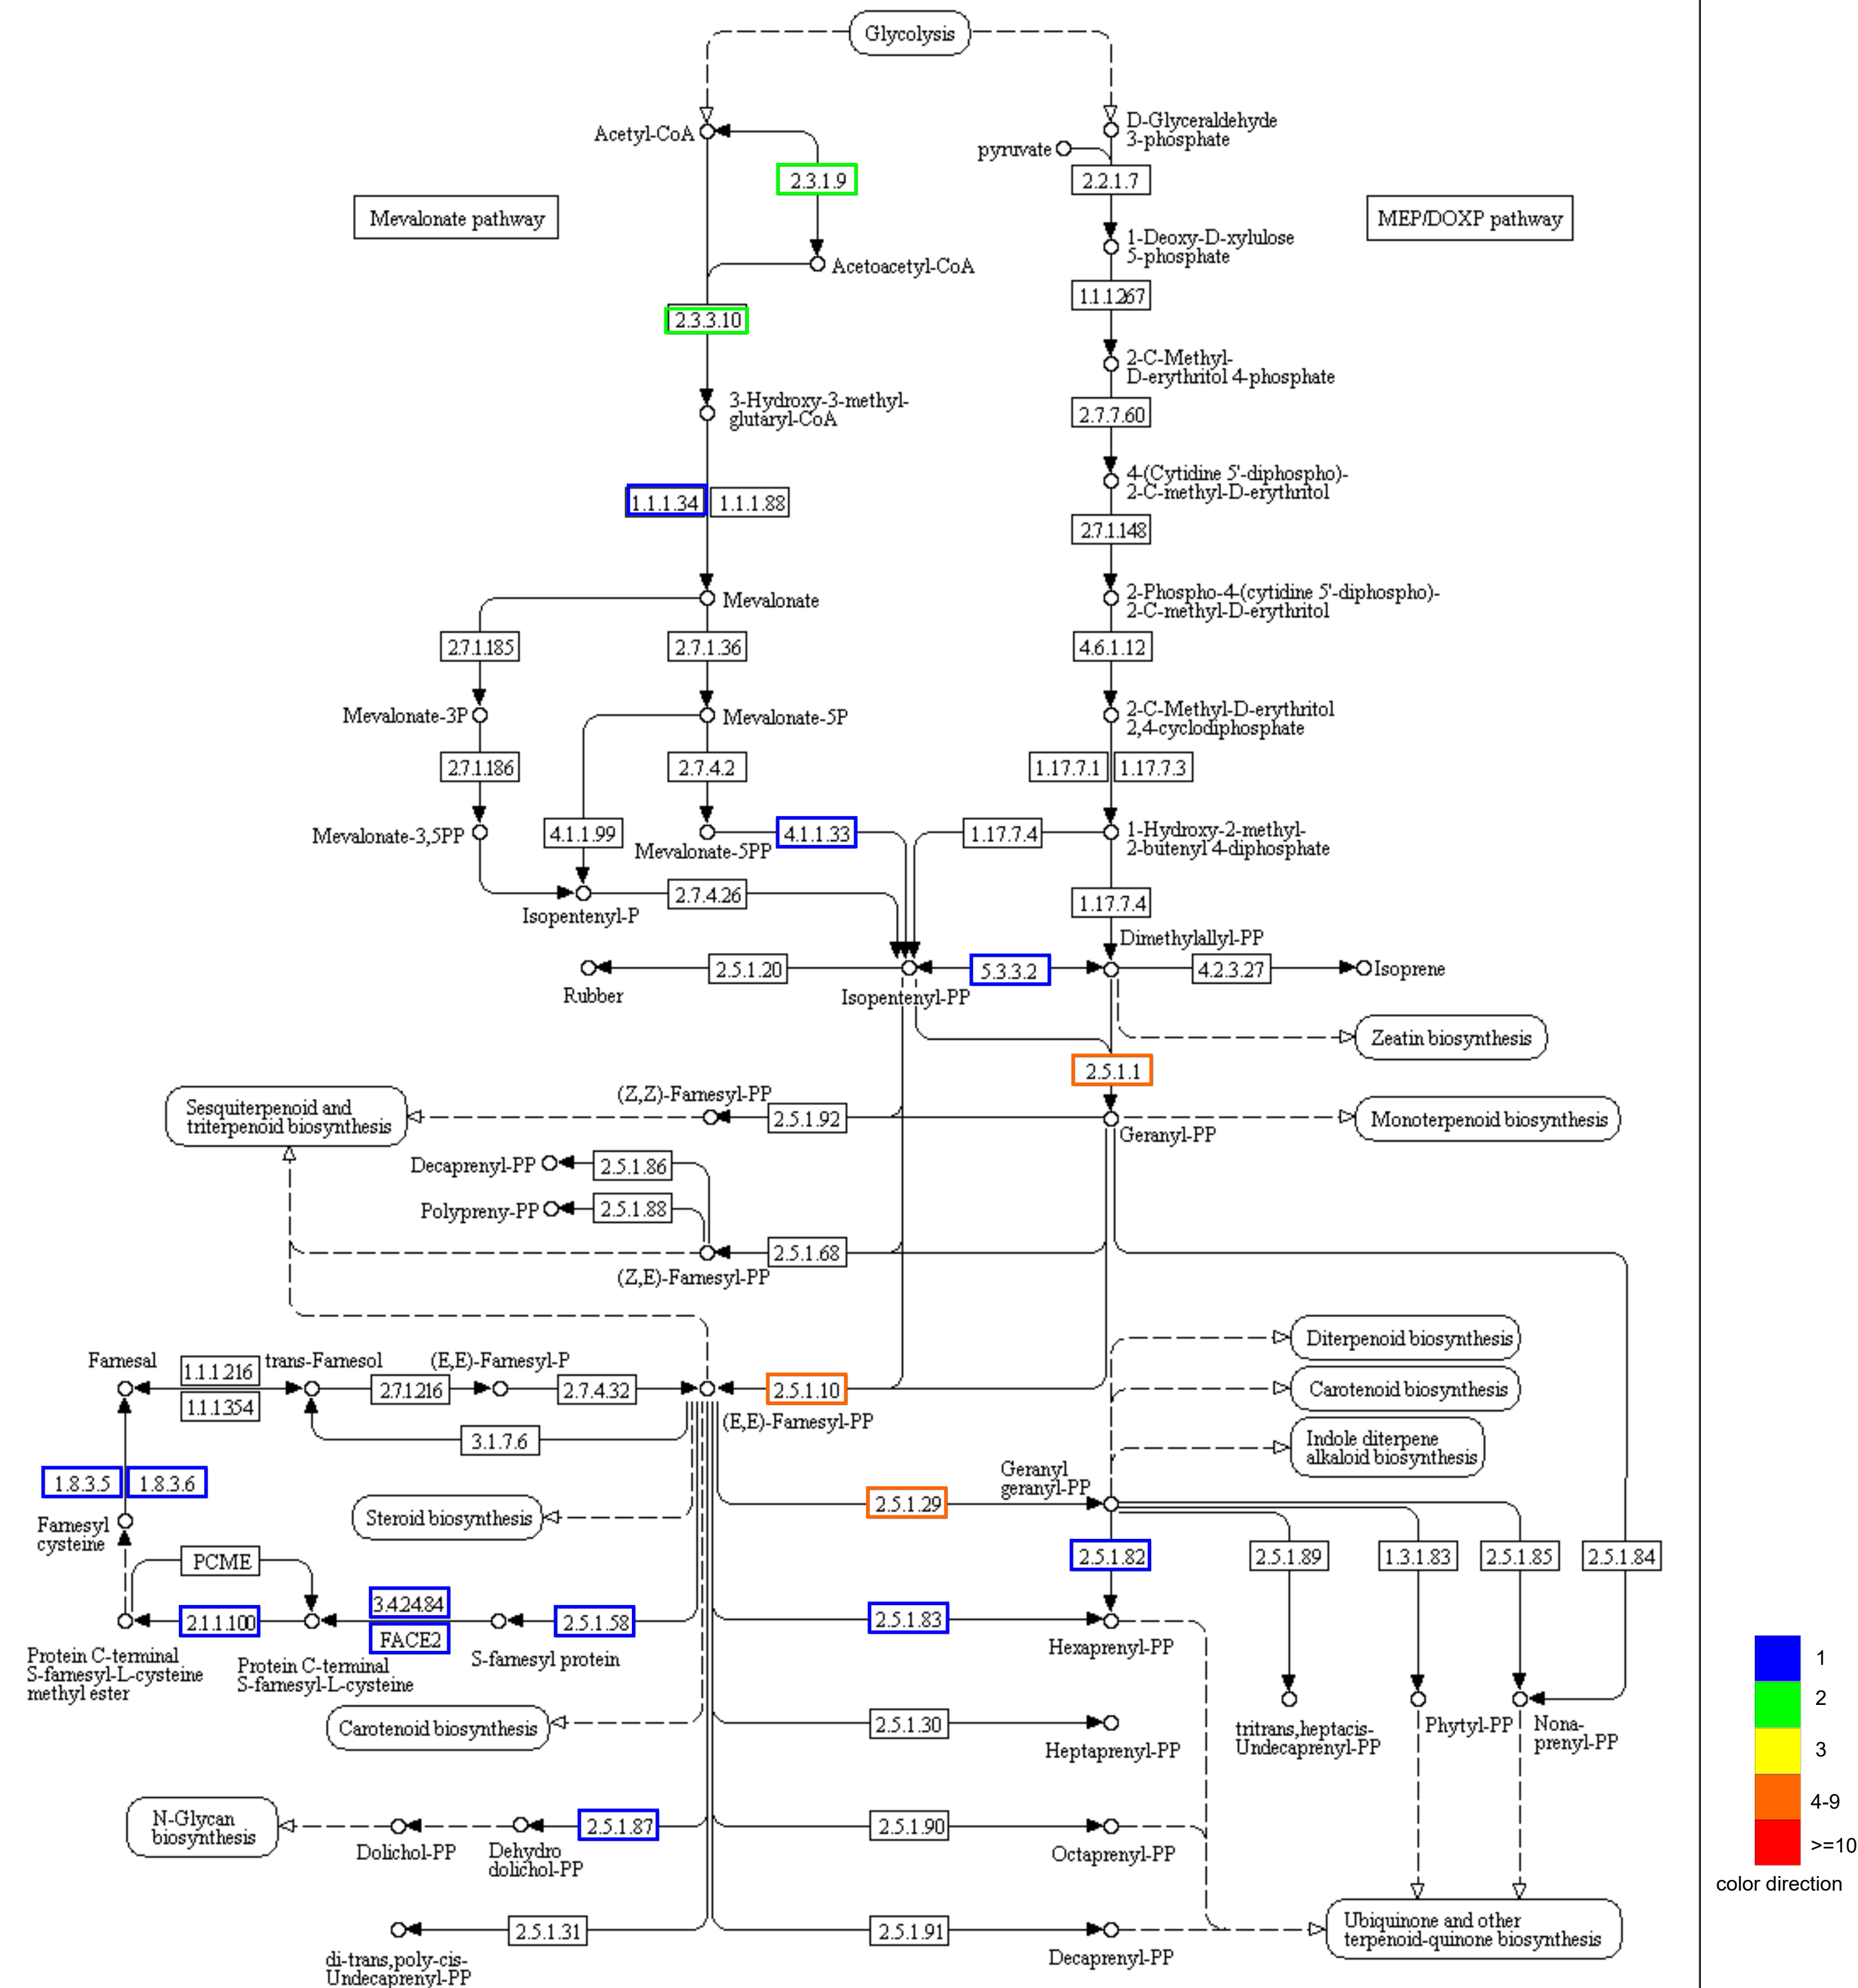 Glycolysis
Acetyl-CoA
D-Glyceraldehyde
3-phosphate
pyruvate
2.3.1.9
2.2.1.7
Mevalonate pathway
MEP/DOXP pathway
1-Deoxy-D-xylulose
5-phosphate
Acetoacetyl-CoA
1.1.1267
2.3.3.10
2-C-Methyl-
D-erythritol 4-phosphate
3-Hydroxy-3-methyl-
glutaryl-CoA
2.7.7.60
4-(Cytidine 5'-diphospho)-
2-C-methyl-D-erythritol
1.1.1.34
1.1.1.88
2.7.1.148
Mevalonate
2-Phospho-4-(cytidine 5'-diphospho)-
2-C-methyl-D-erythritol
2.7.1.185
2.7.1.36
4.6.1.12
Mevalonate-3P
Mevalonate-5P
2-C-Methyl-D-erythritol
2,4-cyclodiphosphate
2.7.1.186
2.7.4.2
1.17.7.1
1.17.7.3
Mevalonate-3,5PP
4.1.1.99
Mevalonate-5PP
4.1.1.33
1.17.7.4
1-Hydroxy-2-methyl-
2-butenyl 4-diphosphate
2.7.4.26
1.17.7.4
Isopentenyl-P
Dimethylallyl-PP
2.5.1.20
5.3.3.2
4.2.3.27
Isoprene
Rubber
Isopentenyl-PP
Zeatin biosynthesis
2.5.1.1
(Z,Z)-Farnesyl-PP
Sesquiterpenoid and
triterpenoid biosynthesis
2.5.1.92
Monoterpenoid biosynthesis
Geranyl-PP
Decaprenyl-PP
2.5.1.86
Polypreny-PP
2.5.1.88
2.5.1.68
(Z,E)-Farnesyl-PP
Diterpenoid biosynthesis
Farnesal
1.1.1.216
trans-Farnesol
(E,E)-Farnesyl-P
2.7.1216
2.7.4.32
2.5.1.10
Carotenoid biosynthesis
1.1.1354
(E,E)-Farnesyl-PP
3.1.7.6
Indole diterpene
alkaloid biosynthesis
1.8.3.5
1.8.3.6
Geranyl
geranyl-PP
2.5.1.29
Steroid biosynthesis
Farnesyl
cysteine
PCME
2.5.1.82
2.5.1.89
1.3.1.83
2.5.1.85
2.5.1.84
3.4.24.84
2.1.1.100
FACE2
2.5.1.58
2.5.1.83
Hexaprenyl-PP
Protein C-terminal
S-farnesyl-L-cysteine
methyl ester
Protein C-terminal
S-farnesyl-L-cysteine
S-farnesyl protein
Carotenoid biosynthesis
2.5.1.30
Heptaprenyl-PP
tritrans,heptacis-
Undecaprenyl-PP
Phytyl-PP
Nona-
prenyl-PP
N-Glycan
biosynthesis
Dolichol-PP
Dehydro
dolichol-PP
2.5.1.87
2.5.1.90
Octaprenyl-PP
2.5.1.31
2.5.1.91
Decaprenyl-PP
di-trans,poly-cis-
Undecaprenyl-PP
Ubiquinone and other
terpenoid-quinone biosynthesis
1
2
3
4-9
>=10
color direction